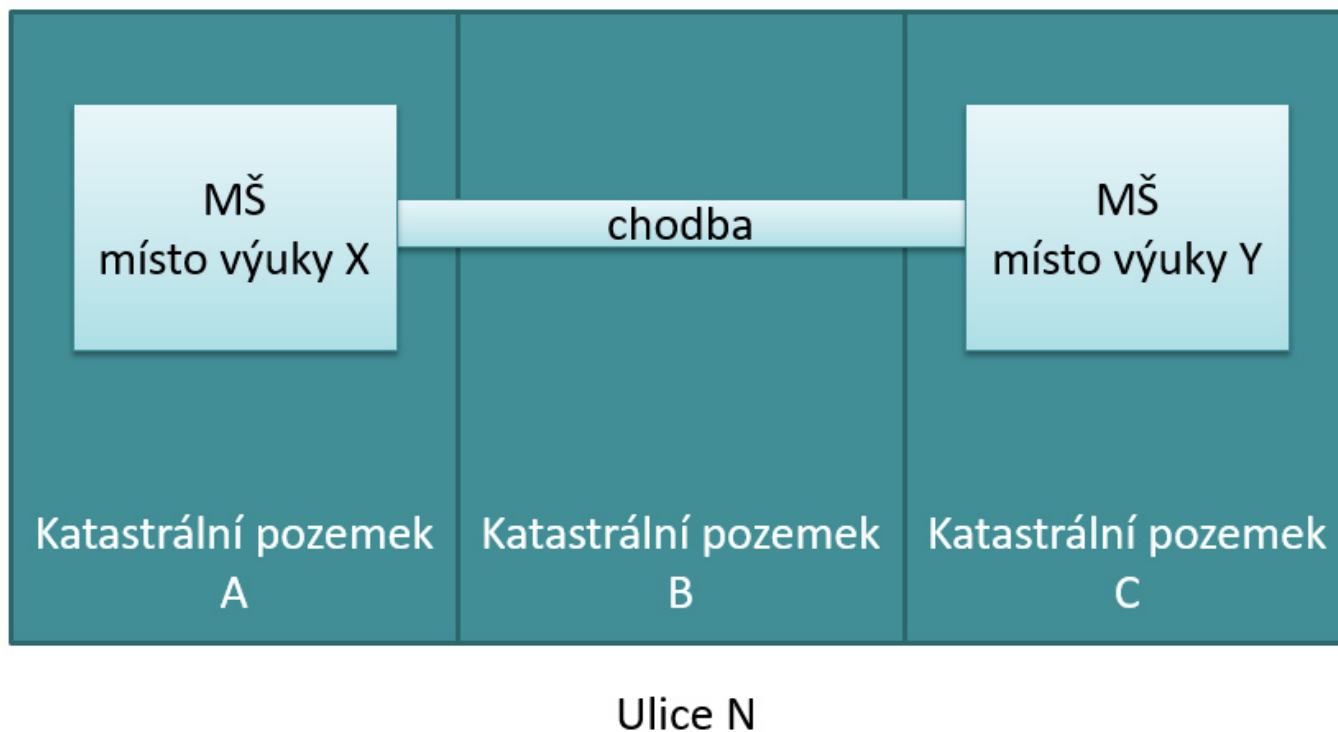 MŠ
místo výuky X
chodba
MŠ
místo výuky Y
Katastrální pozemek
A
Katastrální pozemek
B
Katastrální pozemek
C
Ulice N